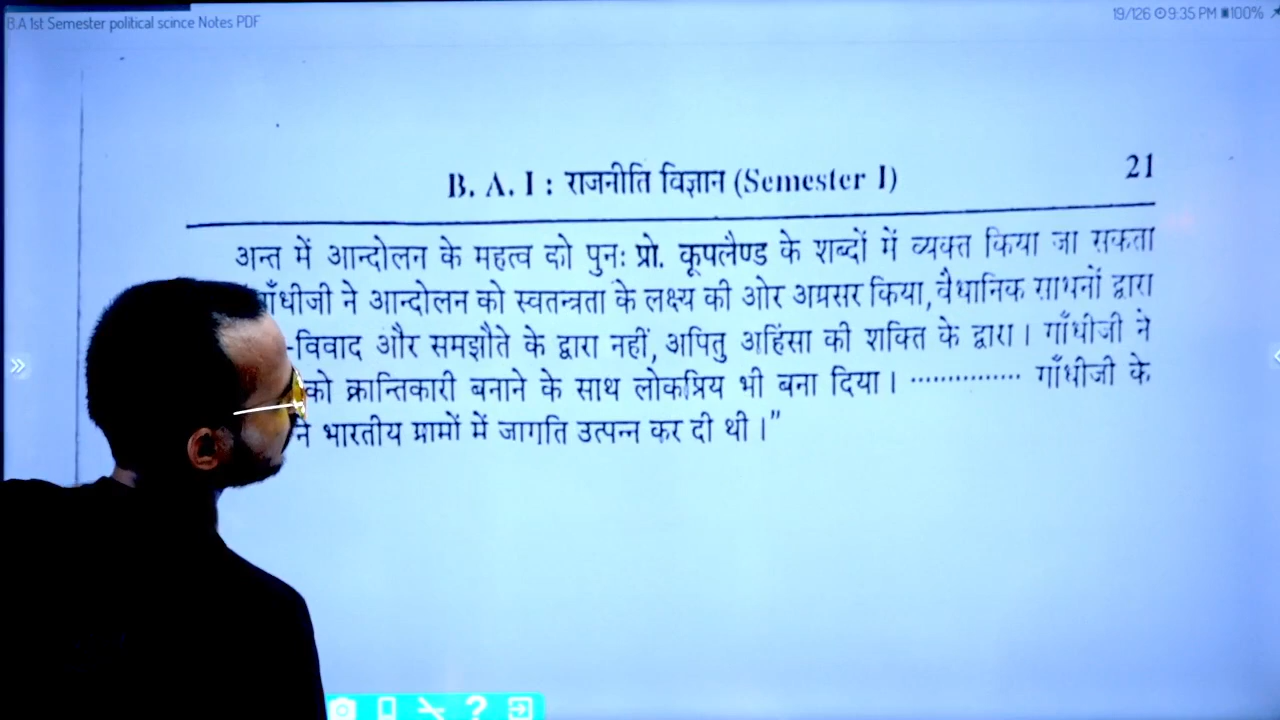 B.A 1st Semester political scince Notes PDF
19/126 9:35 PM 100%
B. A. I : राजनीति विज्ञान (Semester I)
21
अन्त में आन्दोलन के महत्व को पुनः प्रो. कूपलैण्ड के शब्दों में व्यक्त किया जा सकता
गाँधीजी ने आन्दोलन को स्वतन्त्रता के लक्ष्य की ओर अग्रसर किया, वैधानिक साधनों द्वारा
-विवाद और समझौते के द्वारा नहीं, अपितु अहिंसा की शक्ति के द्वारा। गाँधीजी ने
को क्रान्तिकारी बनाने के साथ लोकप्रिय भी बना दिया। ............... गाँधीजी के
ने भारतीय ग्रामों में जागति उत्पन्न कर दी थी।”